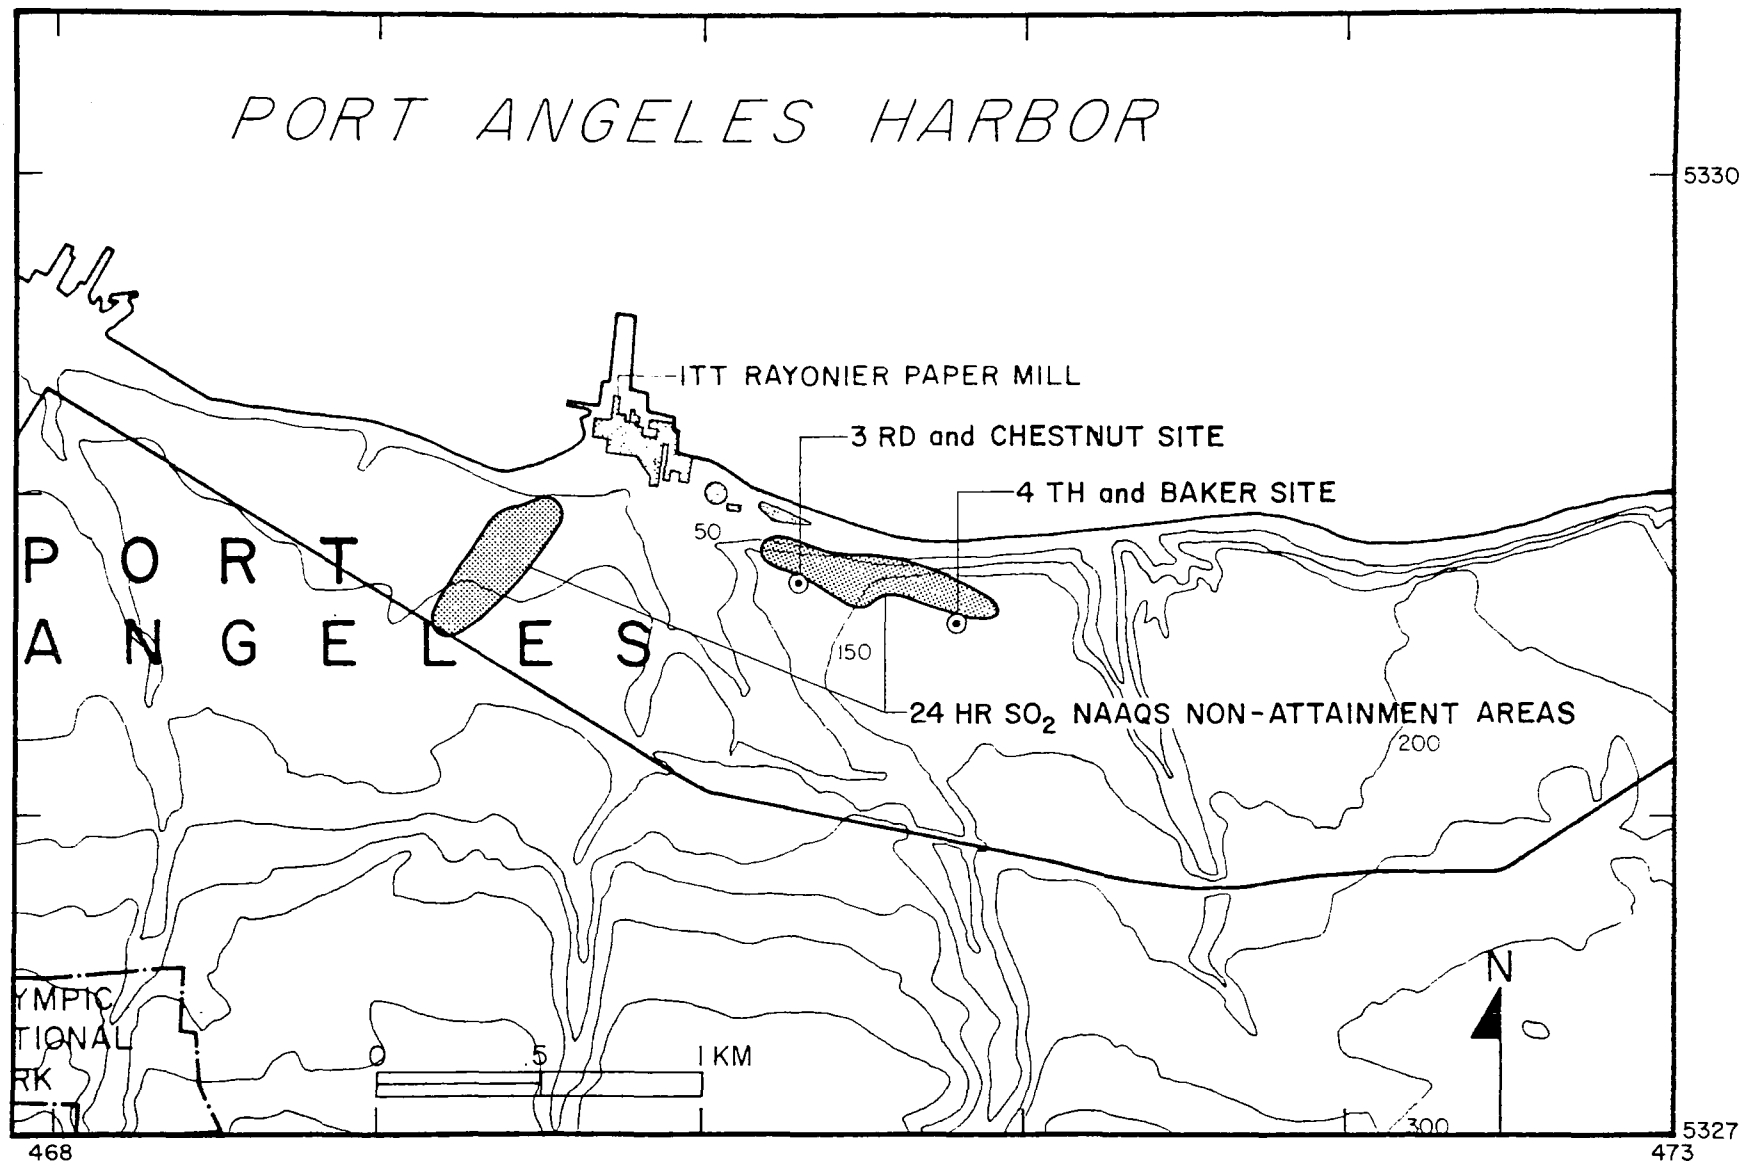 PORT ANGELES HARBOR
5330
ITT RAYONIER PAPER MILL
3 RD and CHESTNUT SITE
4 TH and BAKER SITE
50
PORT
ANGELES
150
24 HR SO2 NAAQS NON-ATTAINMENT AREAS
200
N
YMPIC
TIONAL
RK
0 .5 1 KM
300
5327
468
473